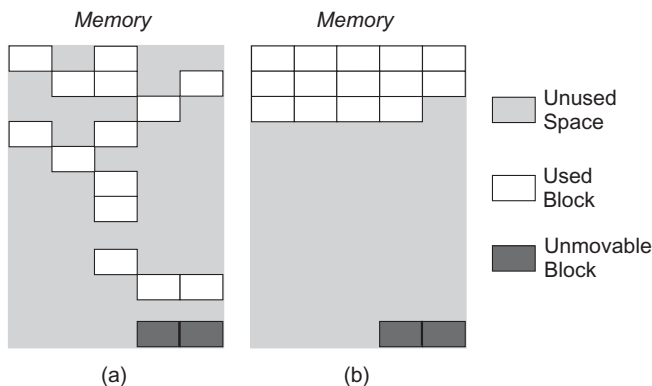 Memory
Memory
Unused
Space
Used
Block
Unmovable
Block
(a)
(b)